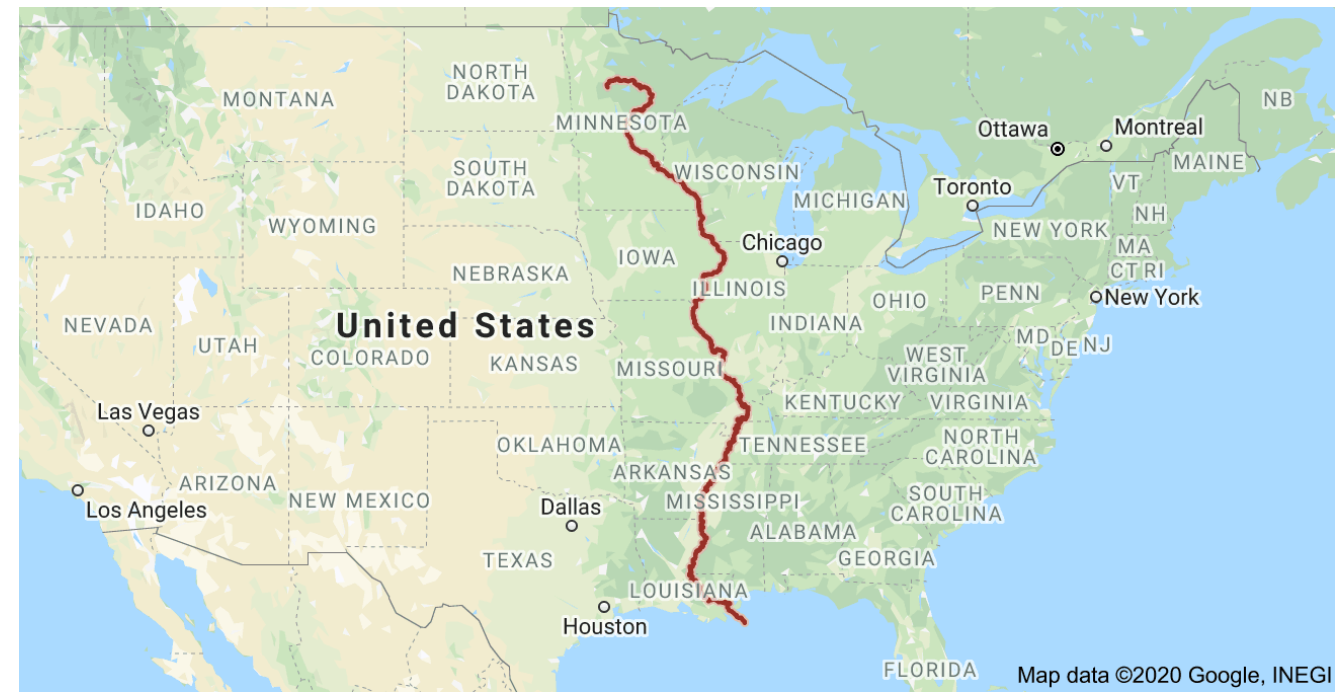 NORTH
DAKOTA
MONTANA
NB
MINNESOTA
Ottawa
Montreal
MAINE
SOUTH
DAKOTA
WISCONSIN
VT
Toronto
MICHIGAN
IDAHO
WYOMING
NH
NEW YORK
MA
Chicago
IOWA
CT RI
NEBRASKA
ILLINOIS
OHIO
PENN
New York
NEVADA
United States
INDIANA
UTAH
MD
DE
NJ
COLORADO
KANSAS
MISSOURI
WEST
VIRGINIA
Las Vegas
KENTUCKY
VIRGINIA
OKLAHOMA
TENNESSEE
NORTH
CAROLINA
ARKANSAS
ARIZONA
NEW MEXICO
Los Angeles
Dallas
MISSISSIPPI
SOUTH
CAROLINA
ALABAMA
TEXAS
GEORGIA
LOUISIANA
Houston
FLORIDA
Map data ©2020 Google, INEGI